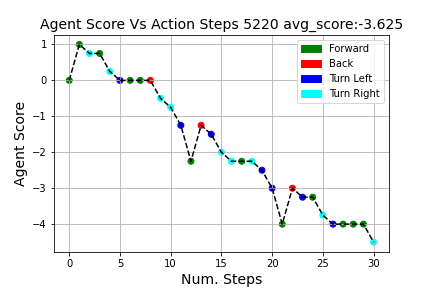 Agent Score Vs Action Steps 5220 avg_score:-3.625
Forward
Back
Turn Left
Turn Right
1
0
−1
−2
−3
−4
Agent Score
0 5 10 15 20 25 30
Num. Steps